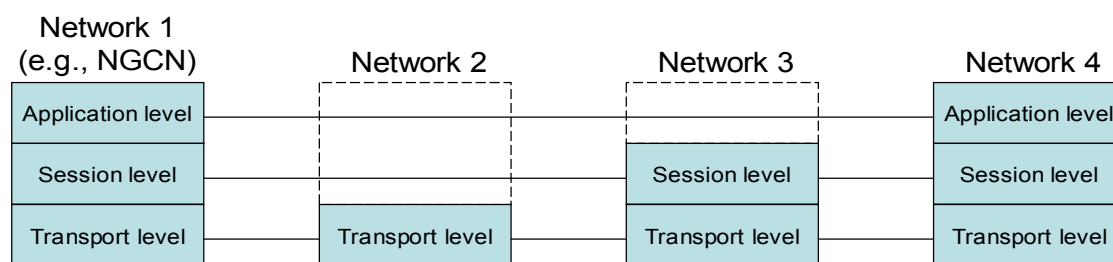 Network 1
(e.g., NGCN)
Network 2
Network 3
Network 4
Application level
Application level
Session level
Session level
Session level
Transport level
Transport level
Transport level
Transport level